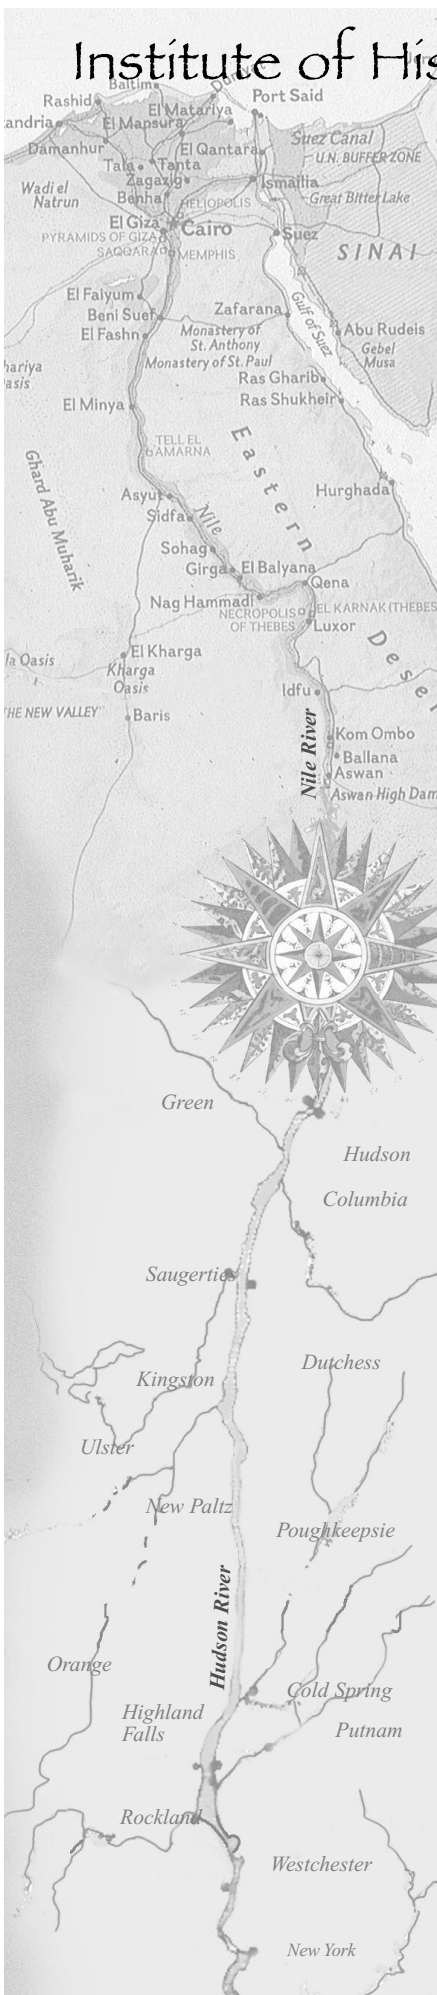 Institute of His
Baltim
Dumyat
Rashid
Port Said
El Matariya
andria
El Mansura
Suez Canal
Damanhur
El Qantara
U.N. BUFFER ZONE
Tala
Tanta
Zagazig
Ismailia
Wadi el
Natrun
Benha
Great Bitter Lake
HELIOPOLIS
El Giza
Cairo
Suez
PYRAMIDS OF GIZA
SAQQARA
MEMPHIS
SINAI
El Faiyum
Beni Suef
Zafarana
Gulf of Suez
El Fashn
Monastery of
St. Anthony
Abu Rudeis
Monastery of St. Paul
Gebel
Musa
hariya
asis
Ras Gharib
Ras Shukheir
El Minya
TELL EL
AMARNA
Eastern
Ghard Abu Muharik
Asyut
Hurghada
Sidfa
Nile
Sohag
Girga
El Balyana
Qena
Nag Hammadi
NECROPOLIS
OF THEBES
EL KARNAK (THEBES
Luxor
Deser
El Kharga
la Oasis
Kharga
Oasis
Idfu
THE NEW VALLEY"
Baris
Nile River
Kom Ombo
Ballana
Aswan
Aswan High Dam
Green
Hudson
Columbia
Saugerties
Dutchess
Kingston
Ulster
New Paltz
Poughkeepsie
Hudson River
Orange
Cold Spring
Highland
Falls
Putnam
Rockland
Westchester
New York